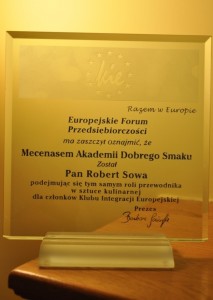 Razem w Europie
Europejskie Forum
Przedsiębiorczości
ma zaszczyt oznajmić, że
Mecenasem Akademii Dobrego Smaku
Został
Pan Robert Sowa
podejmując się tym samym roli przewodnika
w sztuce kulinarnej
dla członków Klubu Integracji Europejskiej
Prezes